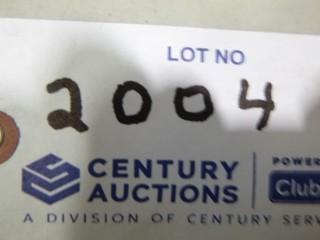 LOT NO
2004
CENTURY
AUCTIONS
POWER
Club
A DIVISION OF CENTURY SERV